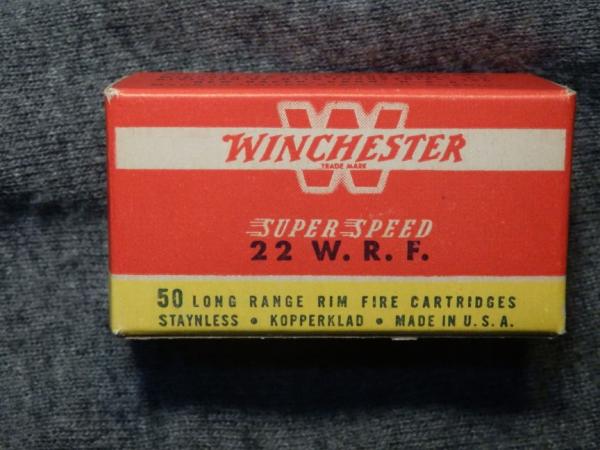 W
WINCHESTER
TRADE MARK
SUPER SPEED
22 W. R. F.
50 LONG RANGE RIM FIRE CARTRIDGES
STAYNLESS • KOPPERKLAD • MADE IN U. S. A.